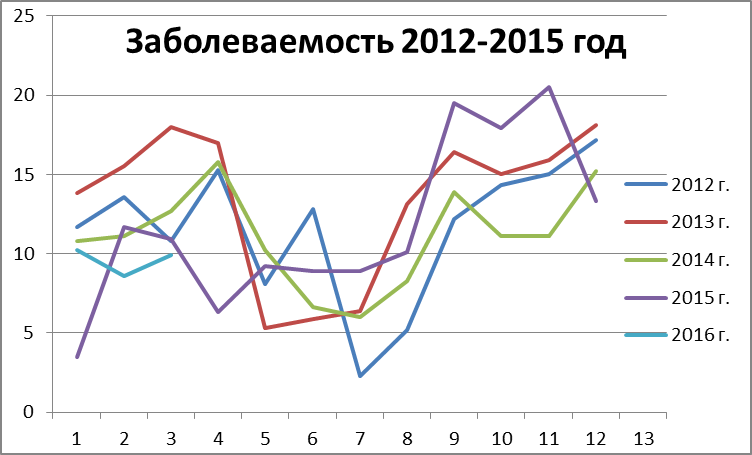 Заболеваемость 2012-2015 год
25
20
15
10
5
0
1 2 3 4 5 6 7 8 9 10 11 12 13
2012 г.
2013 г.
2014 г.
2015 г.
2016 г.